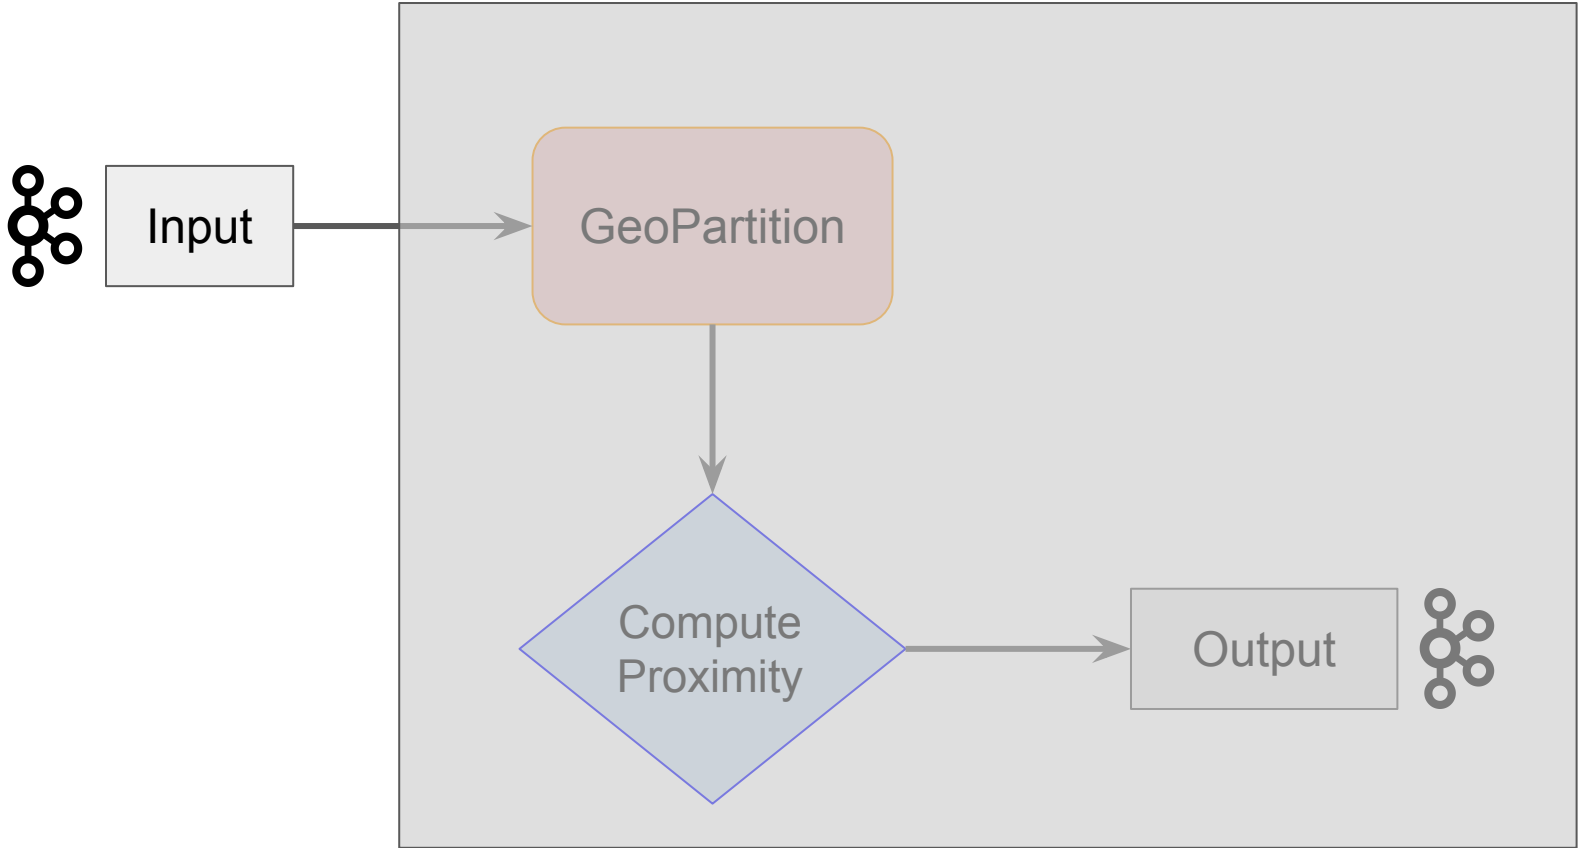 Input
GeoPartition
Compute
Proximity
Output